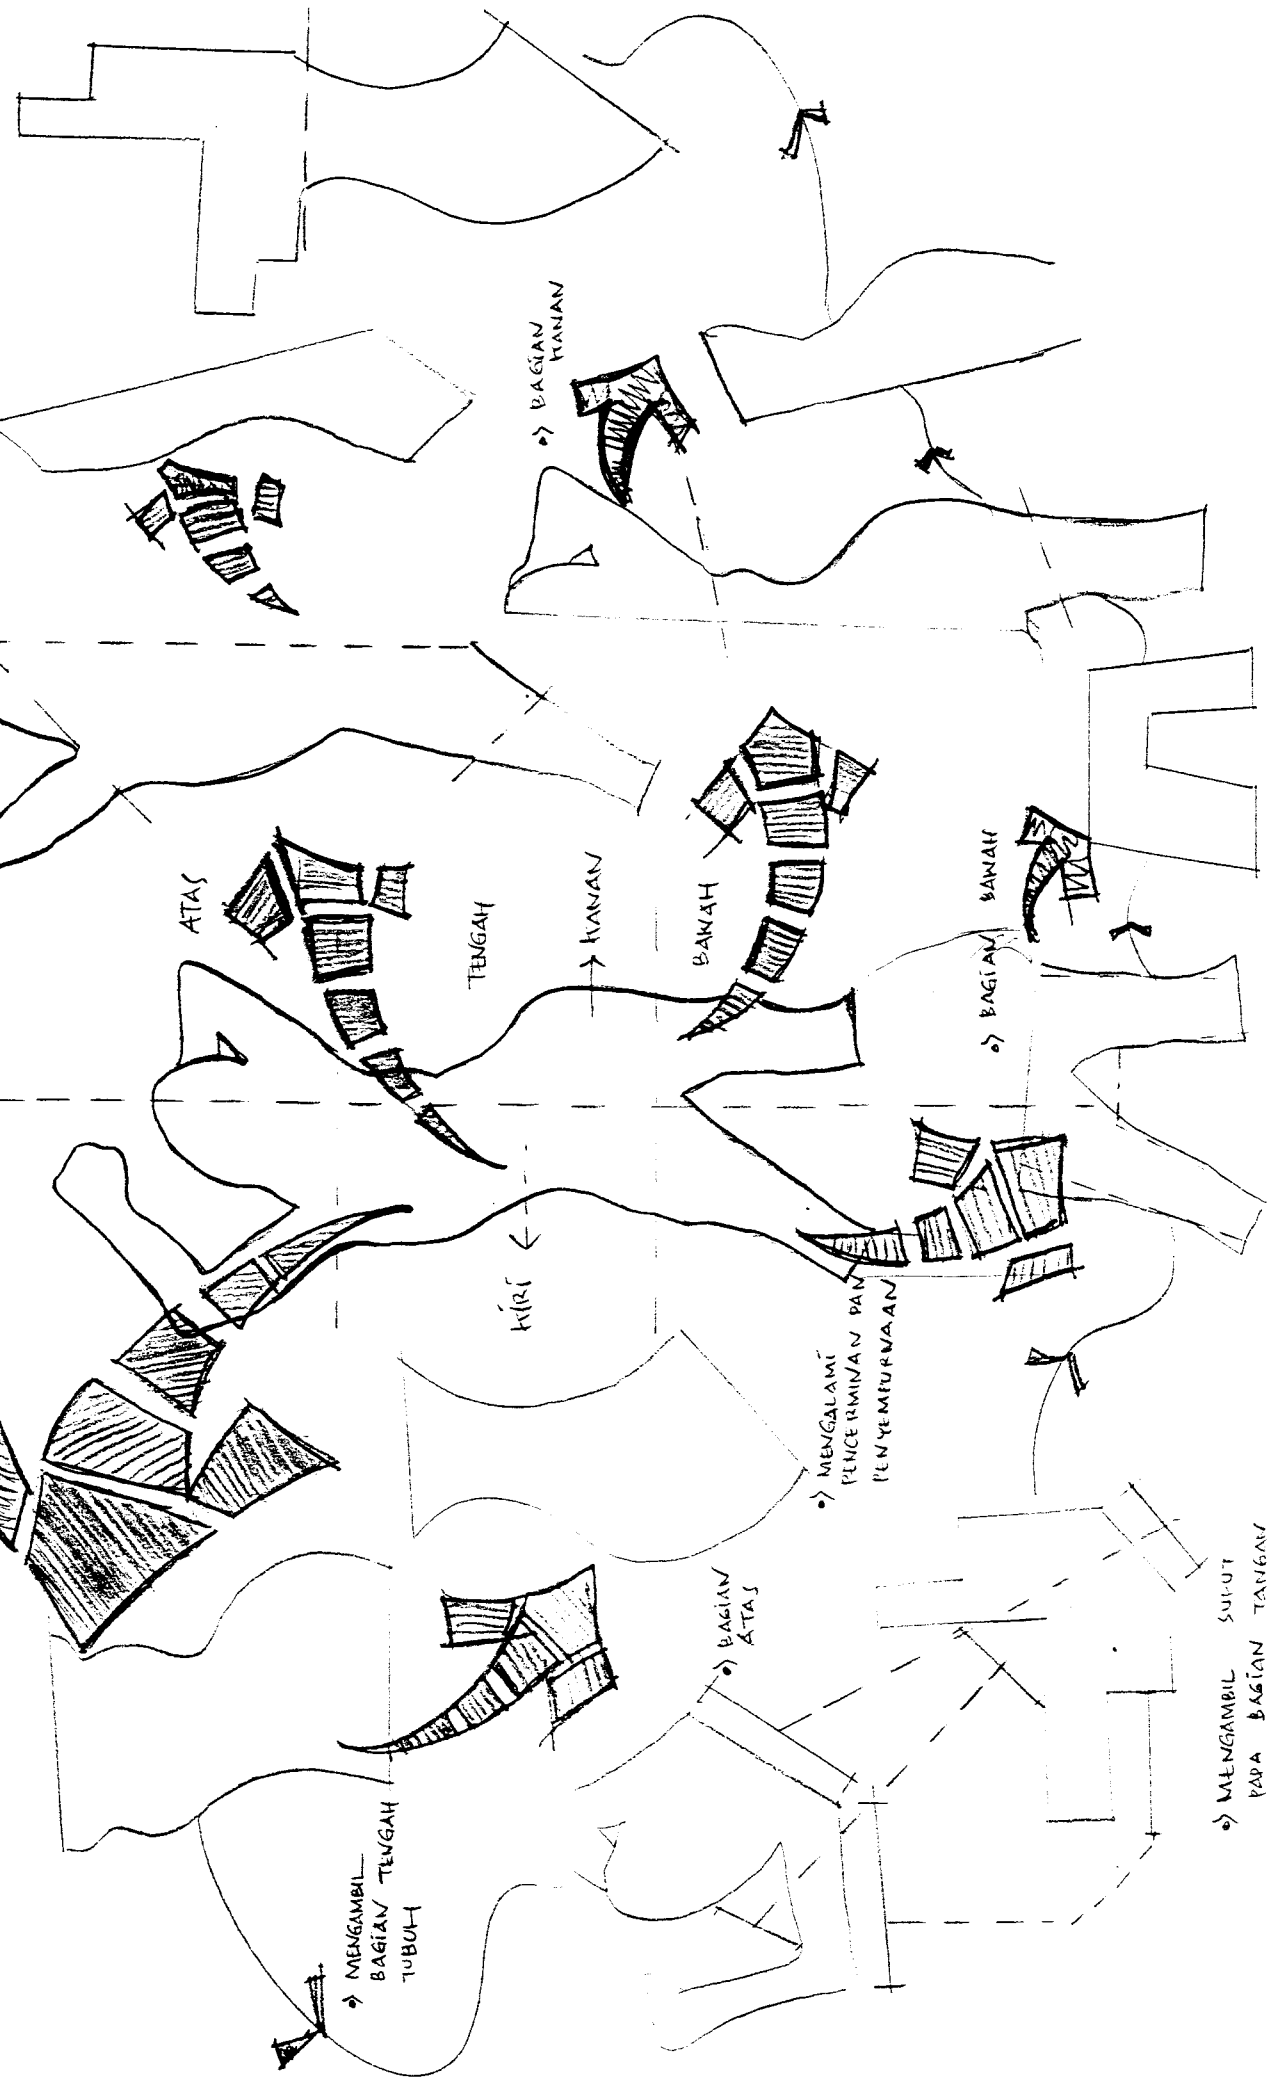 ATAS
•) MENGAMBIL
BAGIAN TENGAH
TUBUH
TENGAH
KIRI ←
→ KANAN
•) BAGIAN
KANAN
BAWAH
•) BAGIAN
ATAS
•) MENGALAMI
PENCERMINAN DAN
PENYEMPURNAAN
•) BAGIAN BAWAH
•) MENGAMBIL SUDUT
PADA BAGIAN TANGAN